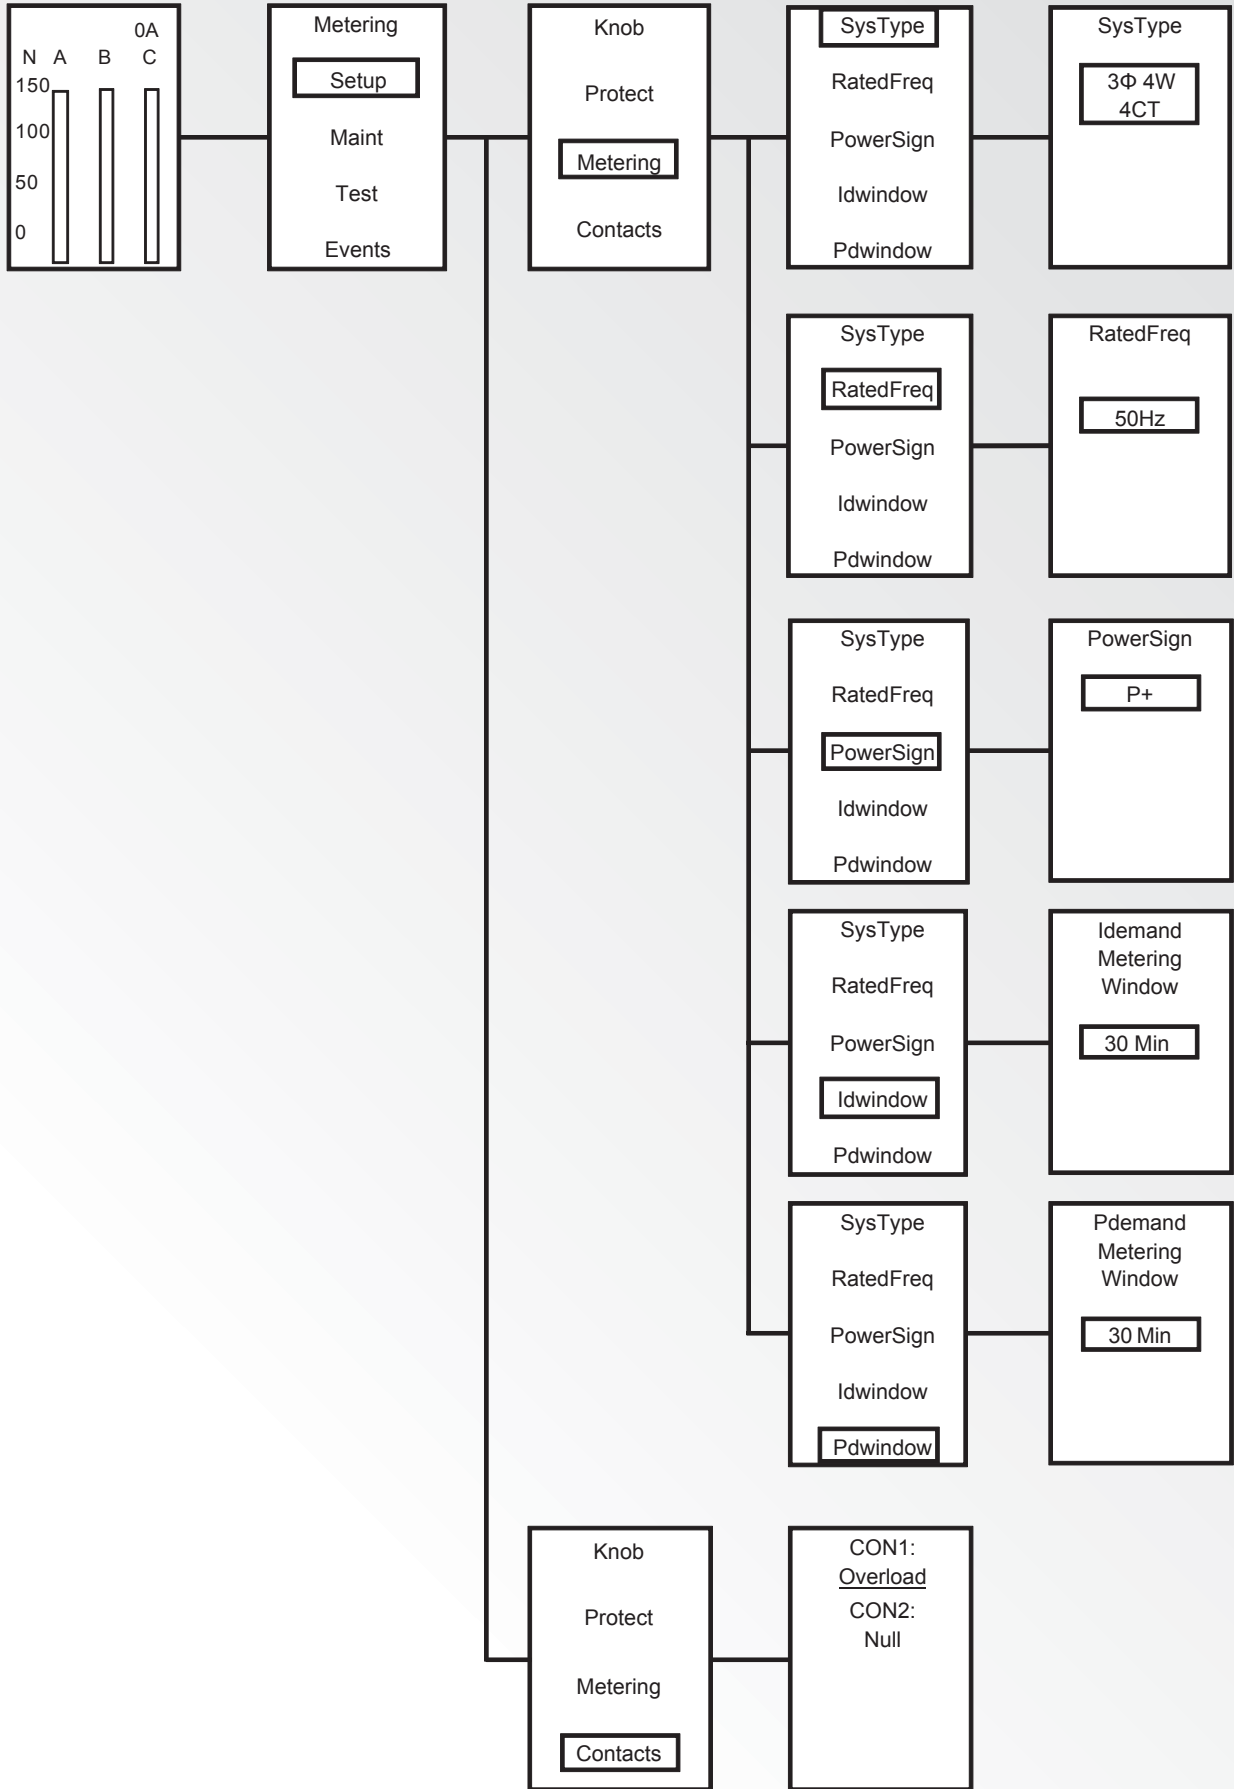 0A
N A B C
150
100
50
0
Metering
Setup
Maint
Test
Events
Knob
Protect
Metering
Contacts
SysType
RatedFreq
PowerSign
Idwindow
Pdwindow
SysType
3Φ 4W
4CT
SysType
RatedFreq
PowerSign
Idwindow
Pdwindow
RatedFreq
50Hz
SysType
RatedFreq
PowerSign
Idwindow
Pdwindow
PowerSign
P+
SysType
RatedFreq
PowerSign
Idwindow
Pdwindow
Idemand
Metering
Window
30 Min
SysType
RatedFreq
PowerSign
Idwindow
Pdwindow
Pdemand
Metering
Window
30 Min
Knob
Protect
Metering
Contacts
CON1:
Overload
CON2:
Null